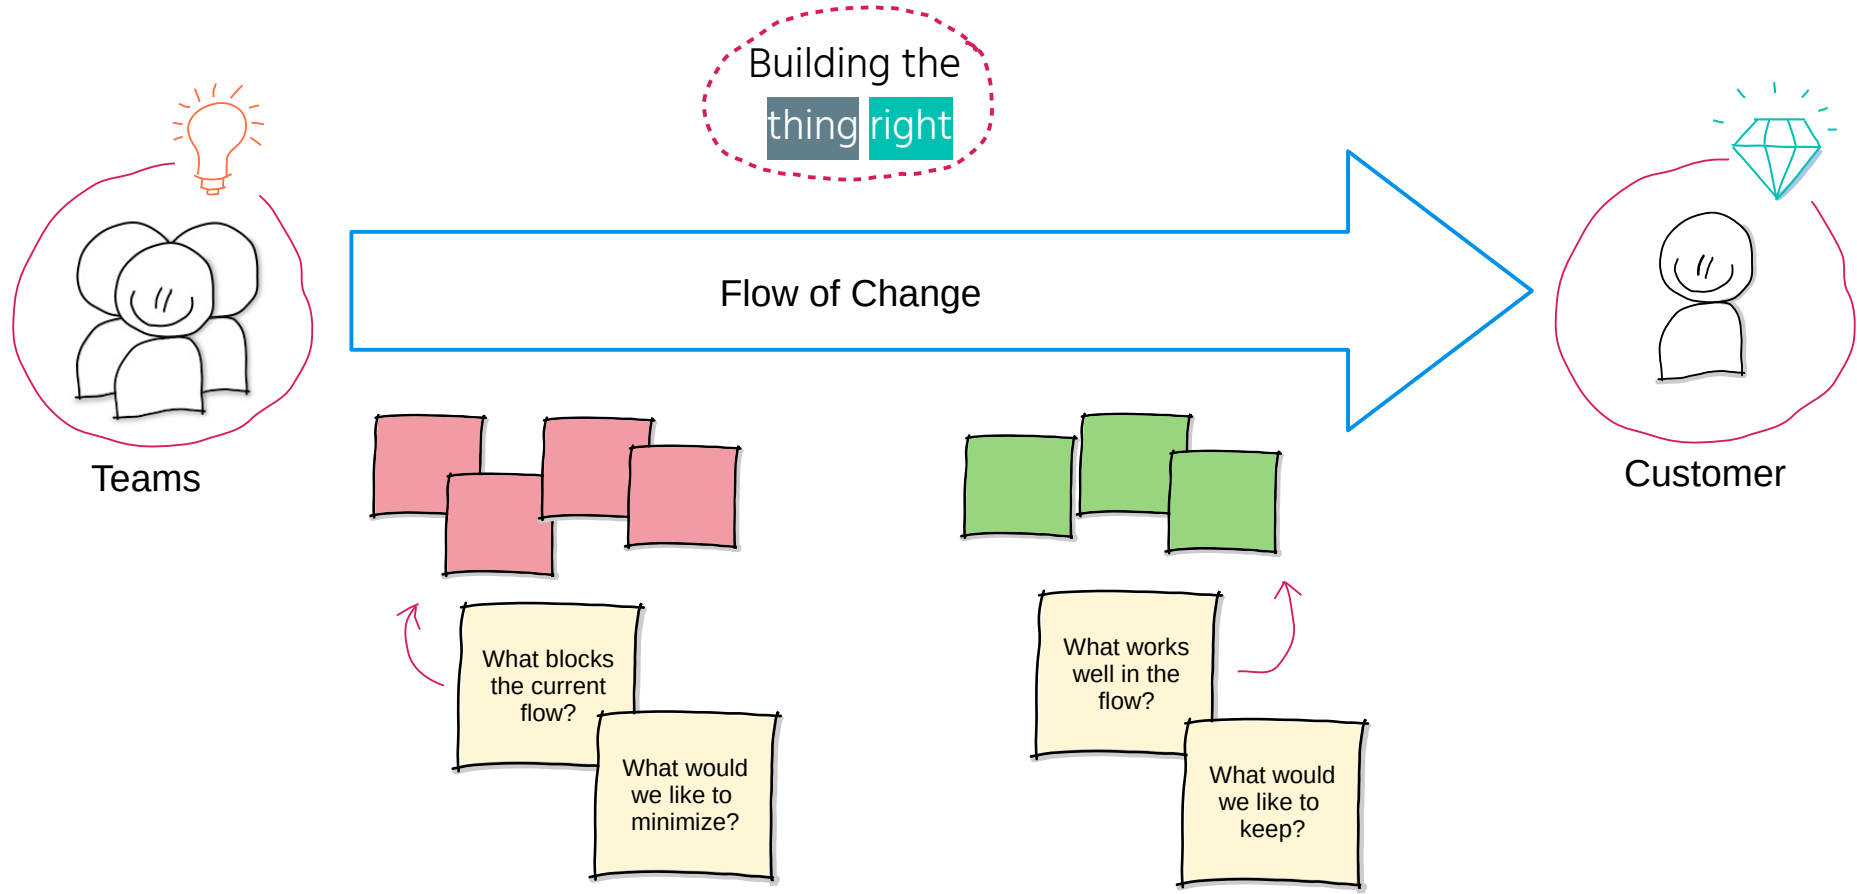 Building the
thing right
Flow of Change
Teams
Customer
What blocks
the current
flow?
What would
we like to
minimize?
What works
well in the
flow?
What would
we like to
keep?